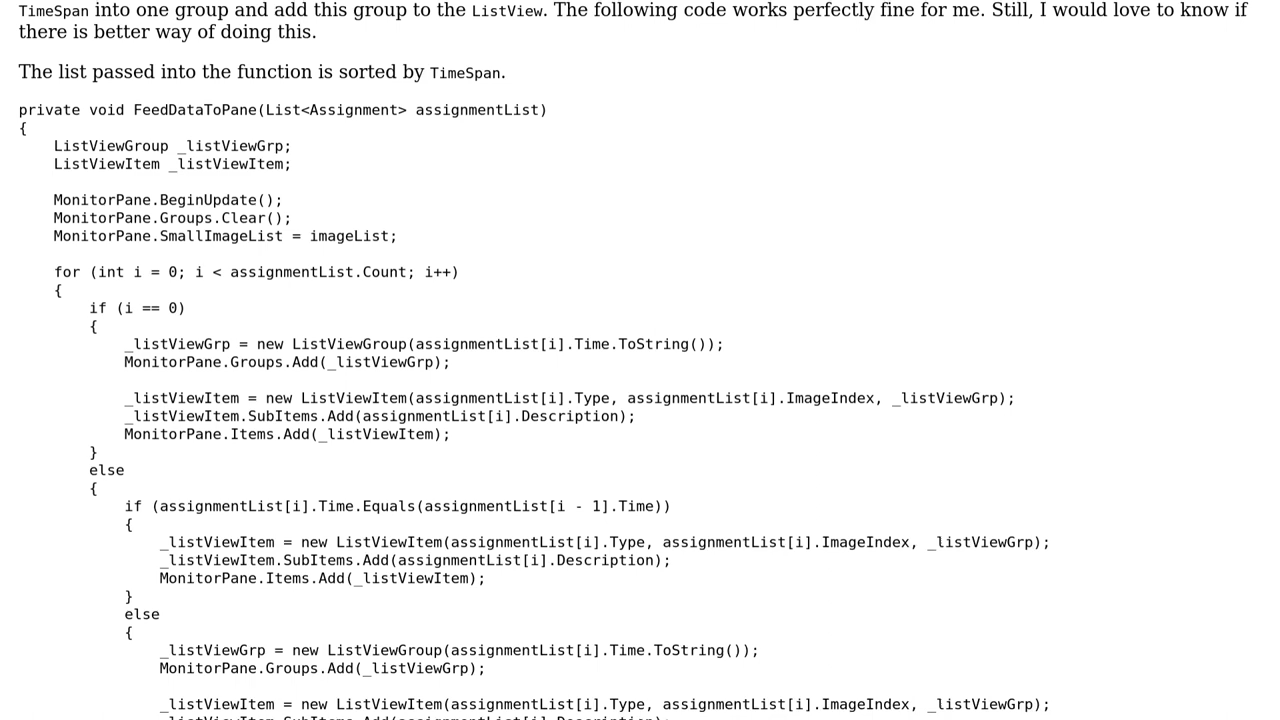 TimeSpan into one group and add this group to the ListView. The following code works perfectly fine for me. Still, I would love to know if
there is better way of doing this.
The list passed into the function is sorted by TimeSpan.
private void FeedDataToPane(List<Assignment> assignmentList)
{
    ListViewGroup _listViewGrp;
    ListViewItem _listViewItem;

    MonitorPane.BeginUpdate();
    MonitorPane.Groups.Clear();
    MonitorPane.SmallImageList = imageList;

    for (int i = 0; i < assignmentList.Count; i++)
    {
        if (i == 0)
        {
            _listViewGrp = new ListViewGroup(assignmentList[i].Time.ToString());
            MonitorPane.Groups.Add(_listViewGrp);

            _listViewItem = new ListViewItem(assignmentList[i].Type, assignmentList[i].ImageIndex, _listViewGrp);
            _listViewItem.SubItems.Add(assignmentList[i].Description);
            MonitorPane.Items.Add(_listViewItem);
        }
        else
        {
            if (assignmentList[i].Time.Equals(assignmentList[i - 1].Time))
            {
                _listViewItem = new ListViewItem(assignmentList[i].Type, assignmentList[i].ImageIndex, _listViewGrp);
                _listViewItem.SubItems.Add(assignmentList[i].Description);
                MonitorPane.Items.Add(_listViewItem);
            }
            else
            {
                _listViewGrp = new ListViewGroup(assignmentList[i].Time.ToString());
                MonitorPane.Groups.Add(_listViewGrp);

                _listViewItem = new ListViewItem(assignmentList[i].Type, assignmentList[i].ImageIndex, _listViewGrp);